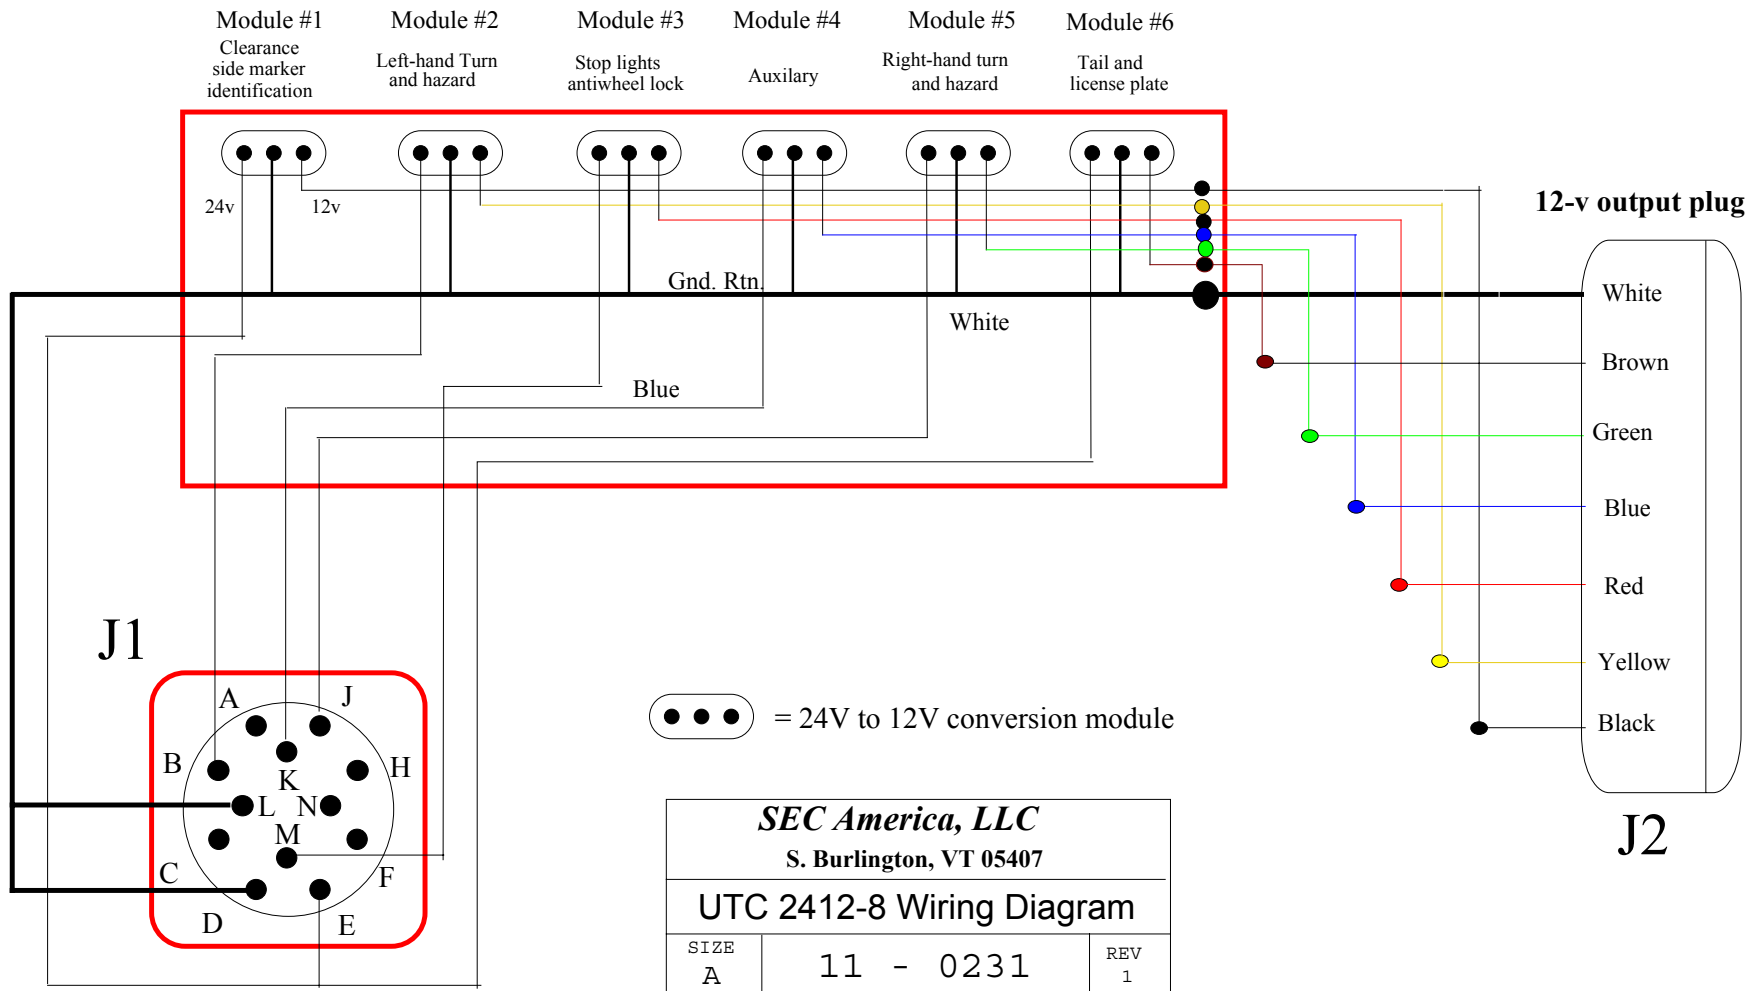 Module #1
Module #2
Module #3
Module #4
Module #5
Module #6
Clearance
side marker
identification
Left-hand Turn
and hazard
Stop lights
antiwheel lock
Auxilary
Right-hand turn
and hazard
Tail and
license plate
24v
12v
12-v output plug
Gnd. Rtn.
White
Blue
White
Brown
Green
Blue
Red
Yellow
Black
J2
J1
A
J
B
H
K
L
N
M
C
F
D
E
= 24V to 12V conversion module
SEC America, LLC
S. Burlington, VT 05407
UTC 2412-8 Wiring Diagram
SIZE
A
11 - 0231
REV
1